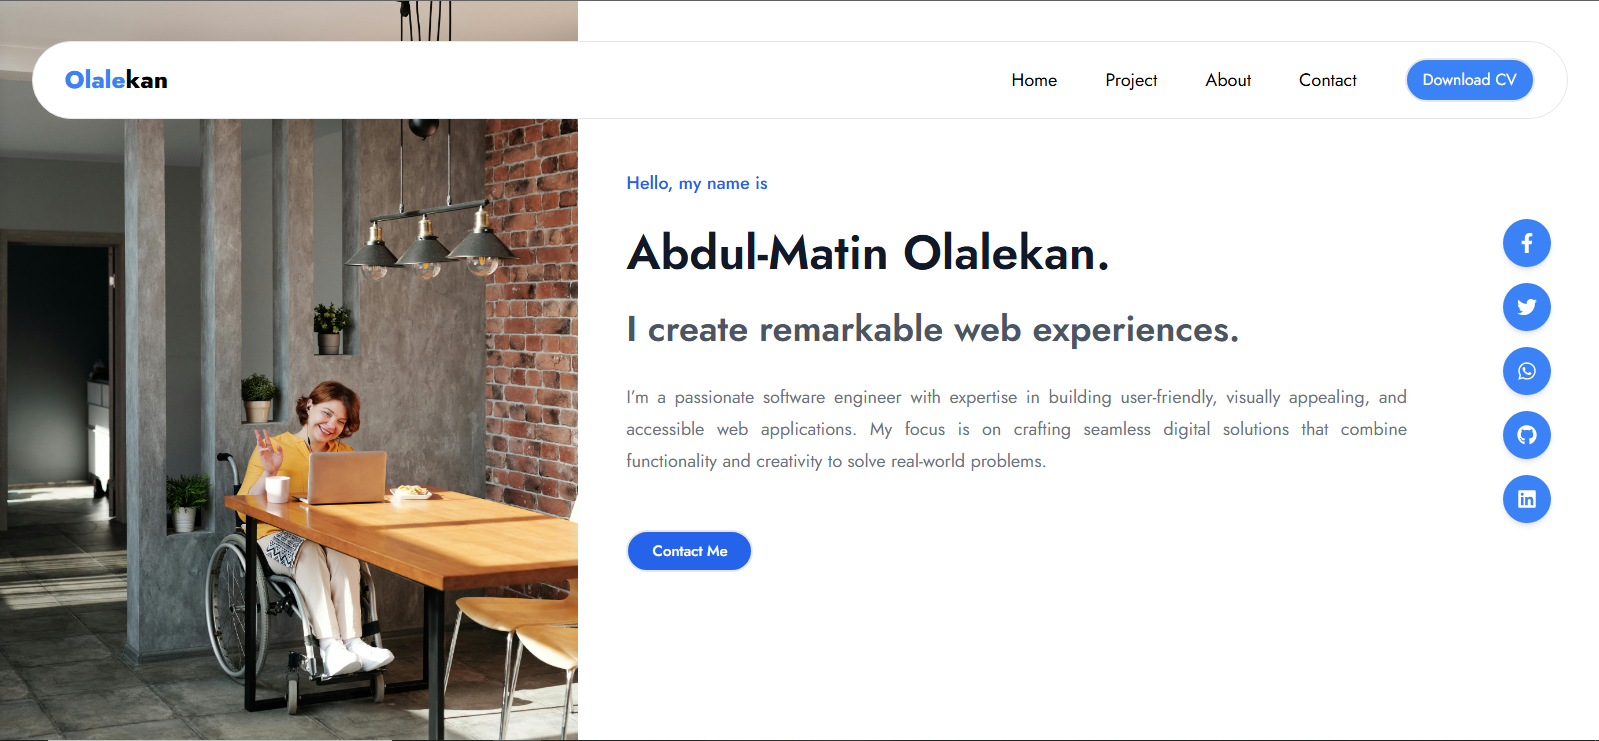 Olalekan
Home
Project
About
Contact
Download CV
Hello, my name is
Abdul-Matin Olalekan.
I create remarkable web experiences.
I'm a passionate software engineer with expertise in building user-friendly, visually appealing, and
accessible web applications. My focus is on crafting seamless digital solutions that combine
functionality and creativity to solve real-world problems.
Contact Me